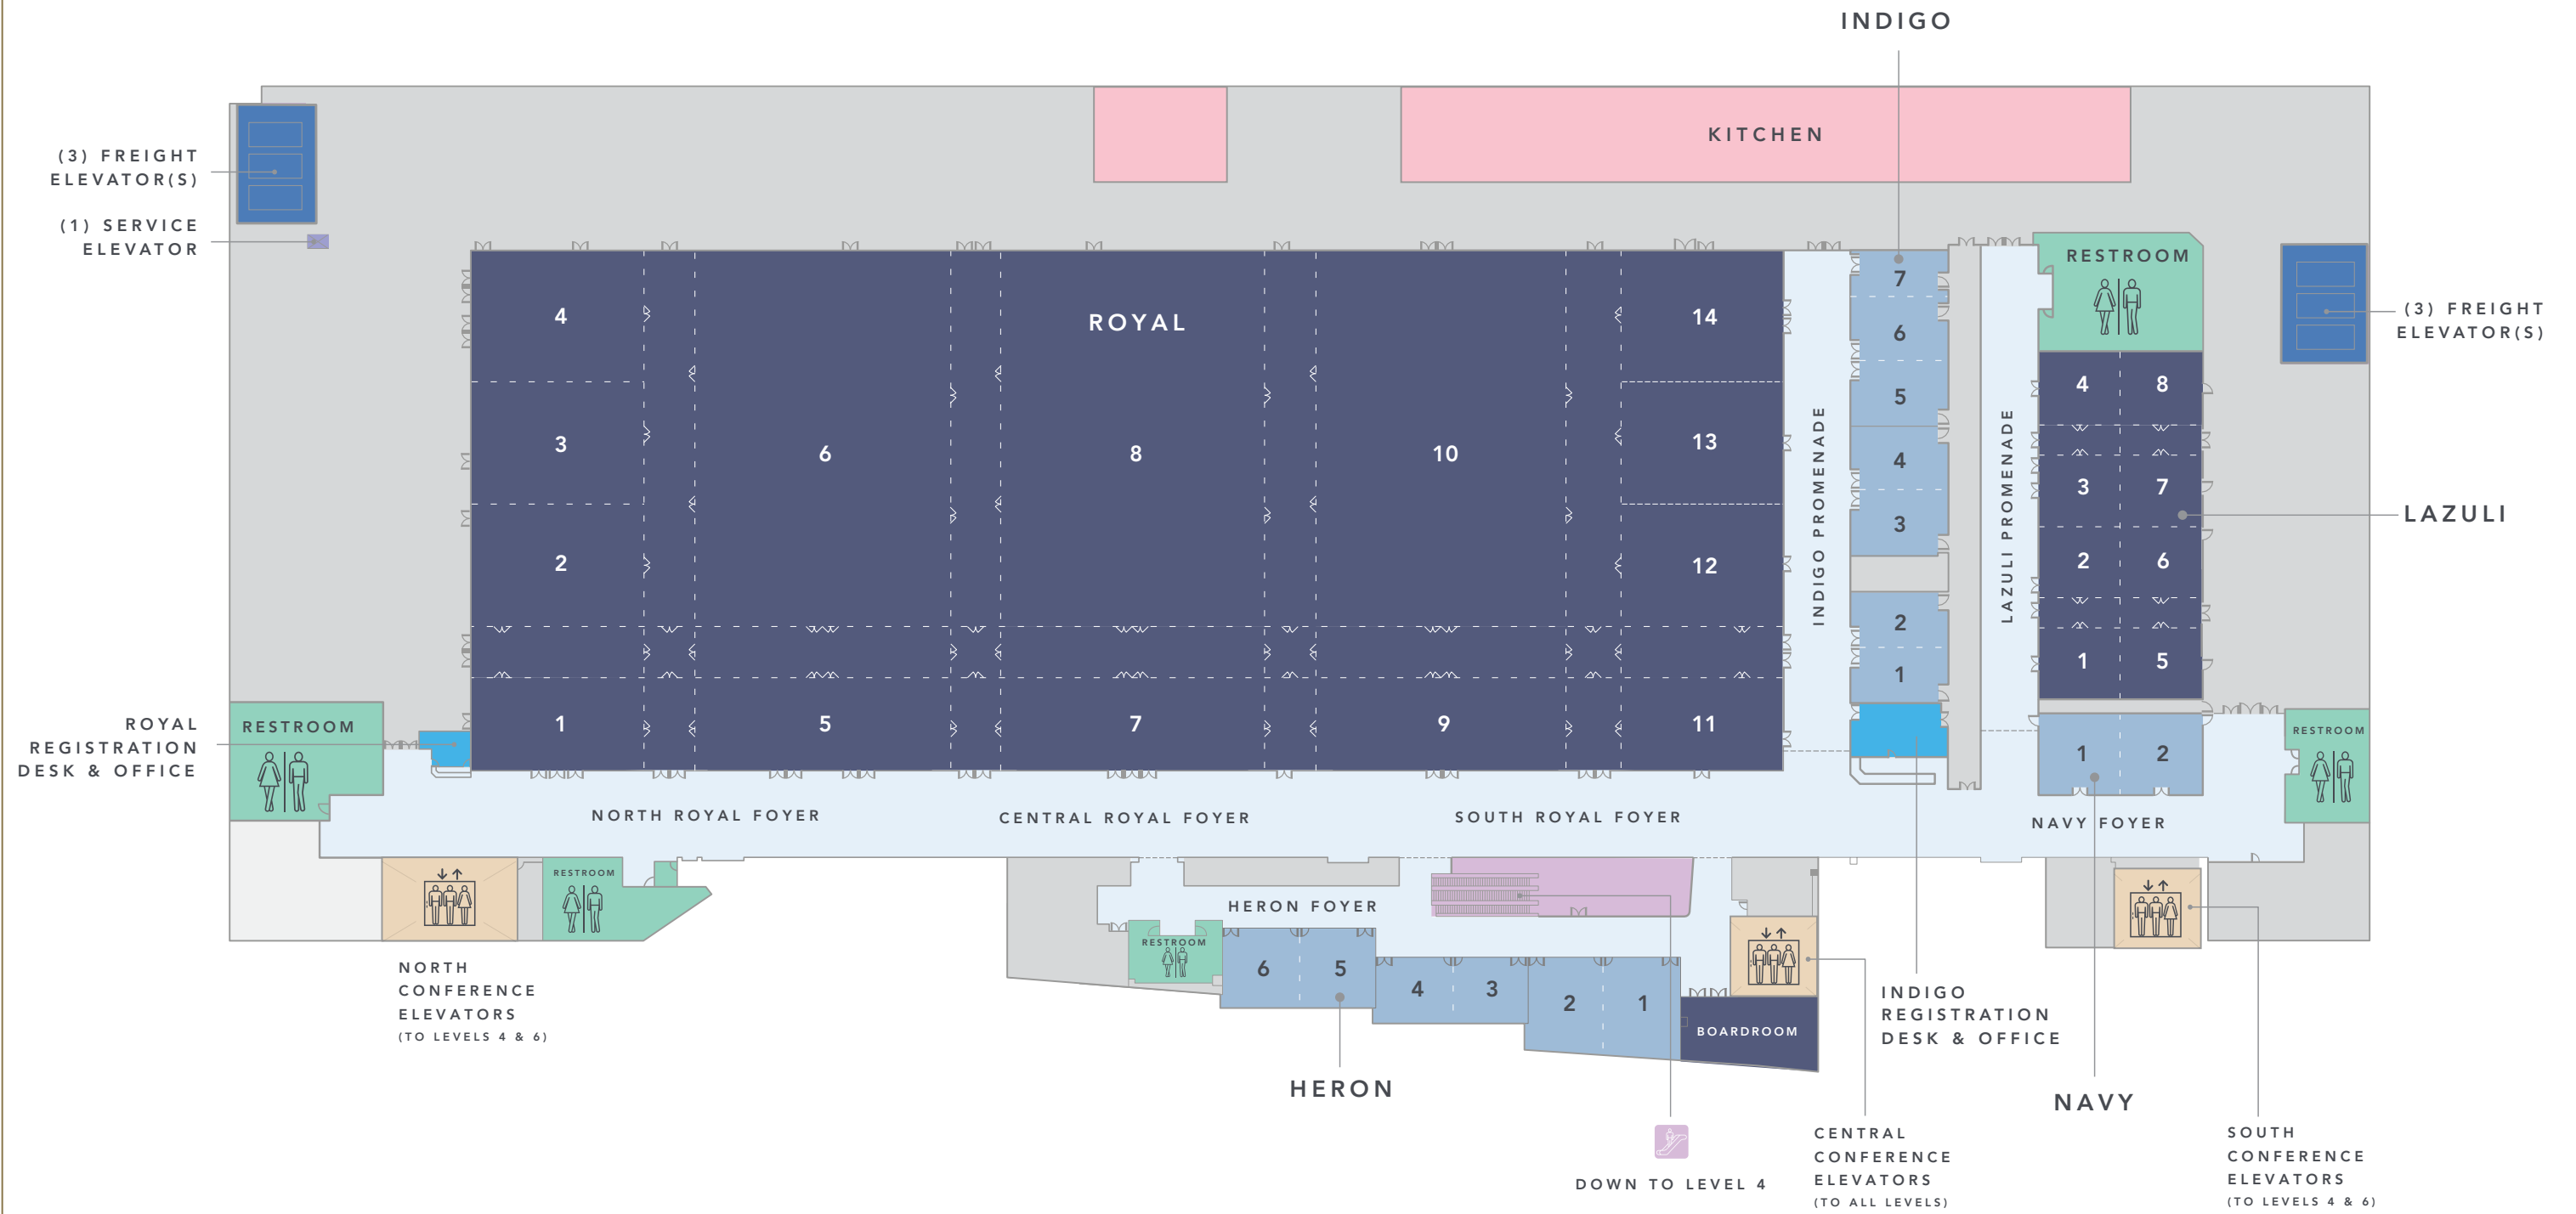 INDIGO
KITCHEN
(3) FREIGHT
ELEVATOR(S)
(1) SERVICE
ELEVATOR
RESTROOM
(3) FREIGHT
ELEVATOR(S)
ROYAL
4
3
2
1
6
5
8
7
10
9
14
13
12
11
INDIGO PROMENADE
7
6
5
4
3
2
1
LAZULI PROMENADE
4 8
3 7
2 6
1 5
LAZULI
ROYAL
REGISTRATION
DESK & OFFICE
RESTROOM
1 2
RESTROOM
NORTH ROYAL FOYER
CENTRAL ROYAL FOYER
SOUTH ROYAL FOYER
NAVY FOYER
RESTROOM
HERON FOYER
RESTROOM
6 5 4 3 2 1
BOARDROOM
NORTH
CONFERENCE
ELEVATORS
(TO LEVELS 4 & 6)
INDIGO
REGISTRATION
DESK & OFFICE
HERON
NAVY
DOWN TO LEVEL 4
CENTRAL
CONFERENCE
ELEVATORS
(TO ALL LEVELS)
SOUTH
CONFERENCE
ELEVATORS
(TO LEVELS 4 & 6)